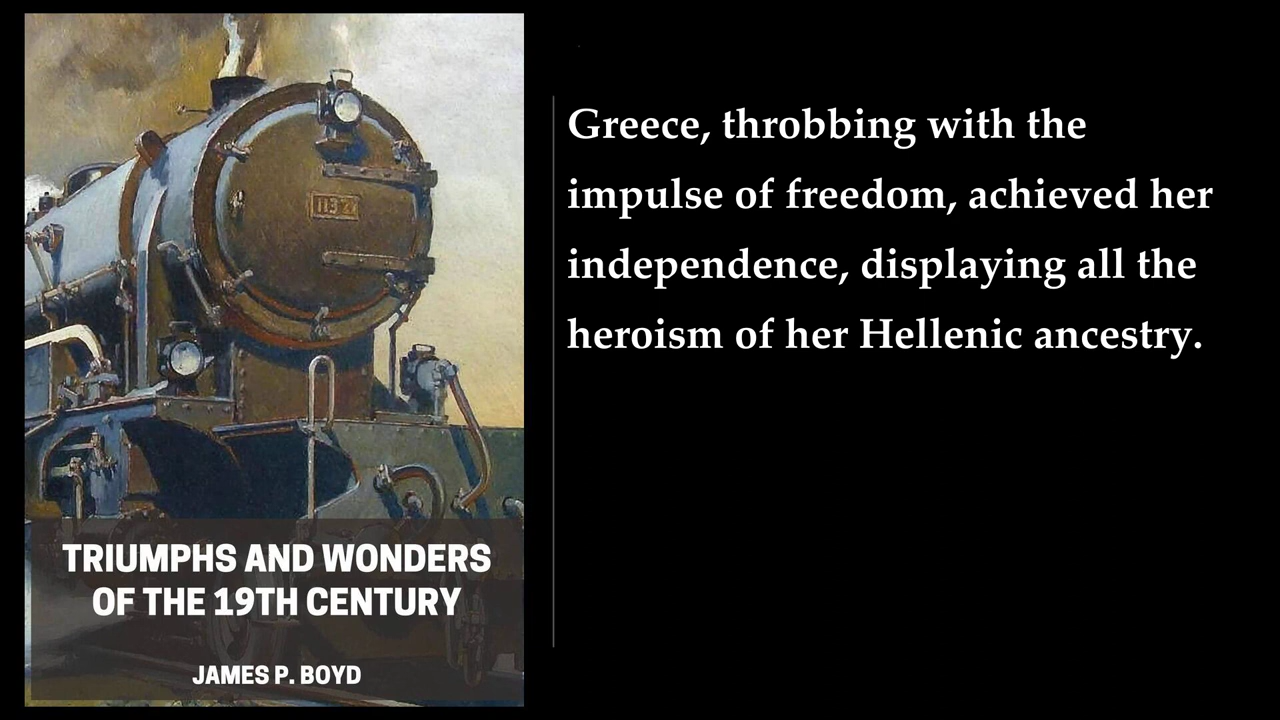 Greece, throbbing with the
impulse of freedom, achieved her
independence, displaying all the
heroism of her Hellenic ancestry.
TRIUMPHS AND WONDERS
OF THE 19TH CENTURY
JAMES P. BOYD